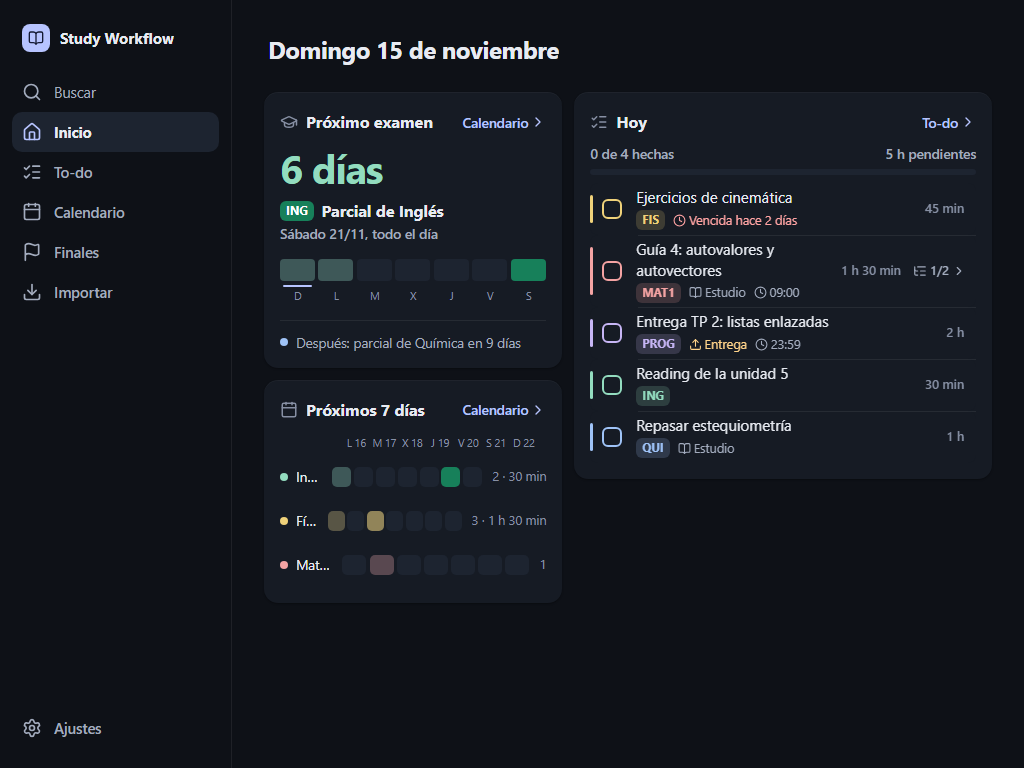 Study Workflow
Buscar
Inicio
To-do
Calendario
Finales
Importar
Ajustes
Domingo 15 de noviembre
Próximo examen
Calendario
6 días
ING Parcial de Inglés
Sábado 21/11, todo el día
D L M X J V S
Después: parcial de Química en 9 días
Próximos 7 días
Calendario
L 16 M 17 X 18 J 19 V 20 S 21 D 22
In... 2 · 30 min
Fí... 3 · 1 h 30 min
Mat... 1
Hoy
To-do
0 de 4 hechas
5 h pendientes
Ejercicios de cinemática
FIS Vencida hace 2 días
45 min
Guía 4: autovalores y
autovectores
1 h 30 min 1/2
MAT1 Estudio 09:00
Entrega TP 2: listas enlazadas
PROG Entrega 23:59
2 h
Reading de la unidad 5
ING
30 min
Repasar estequiometría
QUI Estudio
1 h